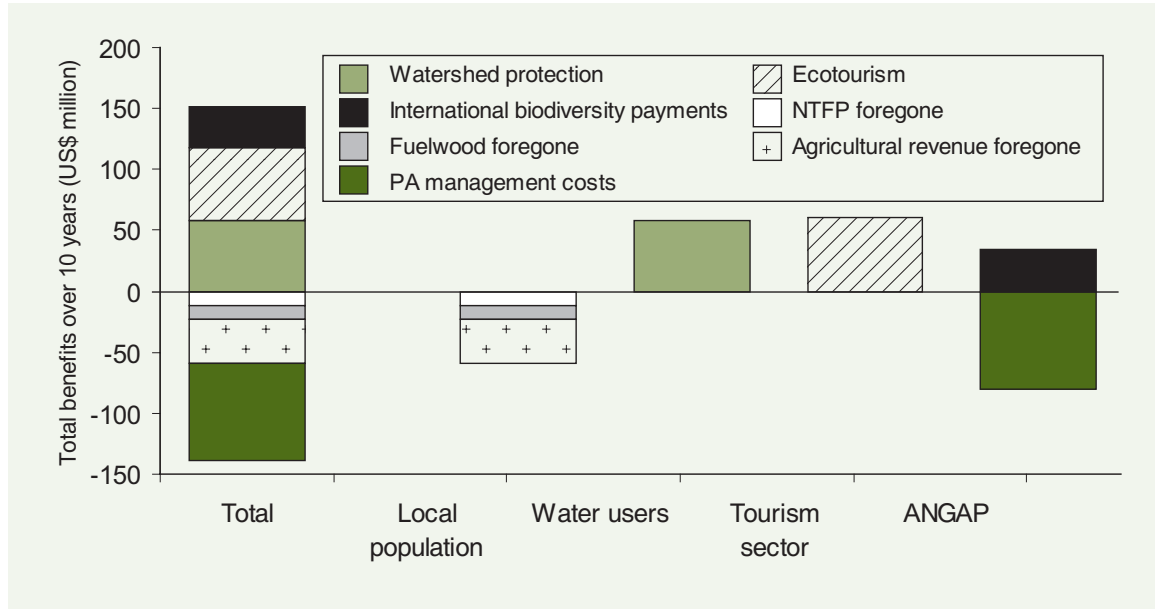 Total benefits over 10 years (US$ million)
200
150
100
50
0
-50
-100
-150
Watershed protection
International biodiversity payments
Fuelwood foregone
PA management costs
Ecotourism
NTFP foregone
Agricultural revenue foregone
Total
Local
population
Water users
Tourism
sector
ANGAP